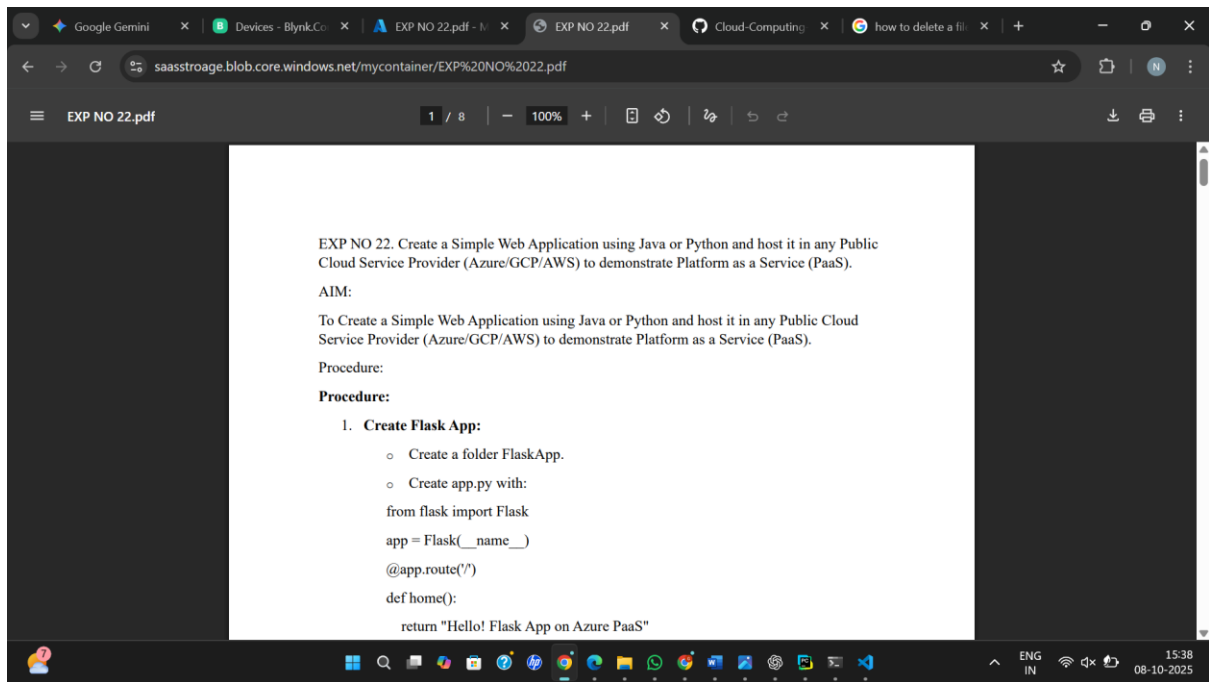 Google Gemini
Devices - Blynk.Co
EXP NO 22.pdf - M
EXP NO 22.pdf
Cloud-Computing
how to delete a fil
saasstroage.blob.core.windows.net/mycontainer/EXP%20NO%2022.pdf
N
EXP NO 22.pdf
1 / 8
100%
EXP NO 22. Create a Simple Web Application using Java or Python and host it in any Public
Cloud Service Provider (Azure/GCP/AWS) to demonstrate Platform as a Service (PaaS).
AIM:
To Create a Simple Web Application using Java or Python and host it in any Public Cloud
Service Provider (Azure/GCP/AWS) to demonstrate Platform as a Service (PaaS).
Procedure:
Procedure:
1. Create Flask App:
o Create a folder FlaskApp.
o Create app.py with:
from flask import Flask
app = Flask(__name__)
@app.route('/')
def home():
return "Hello! Flask App on Azure PaaS"
7
ENG
IN
15:38
08-10-2025